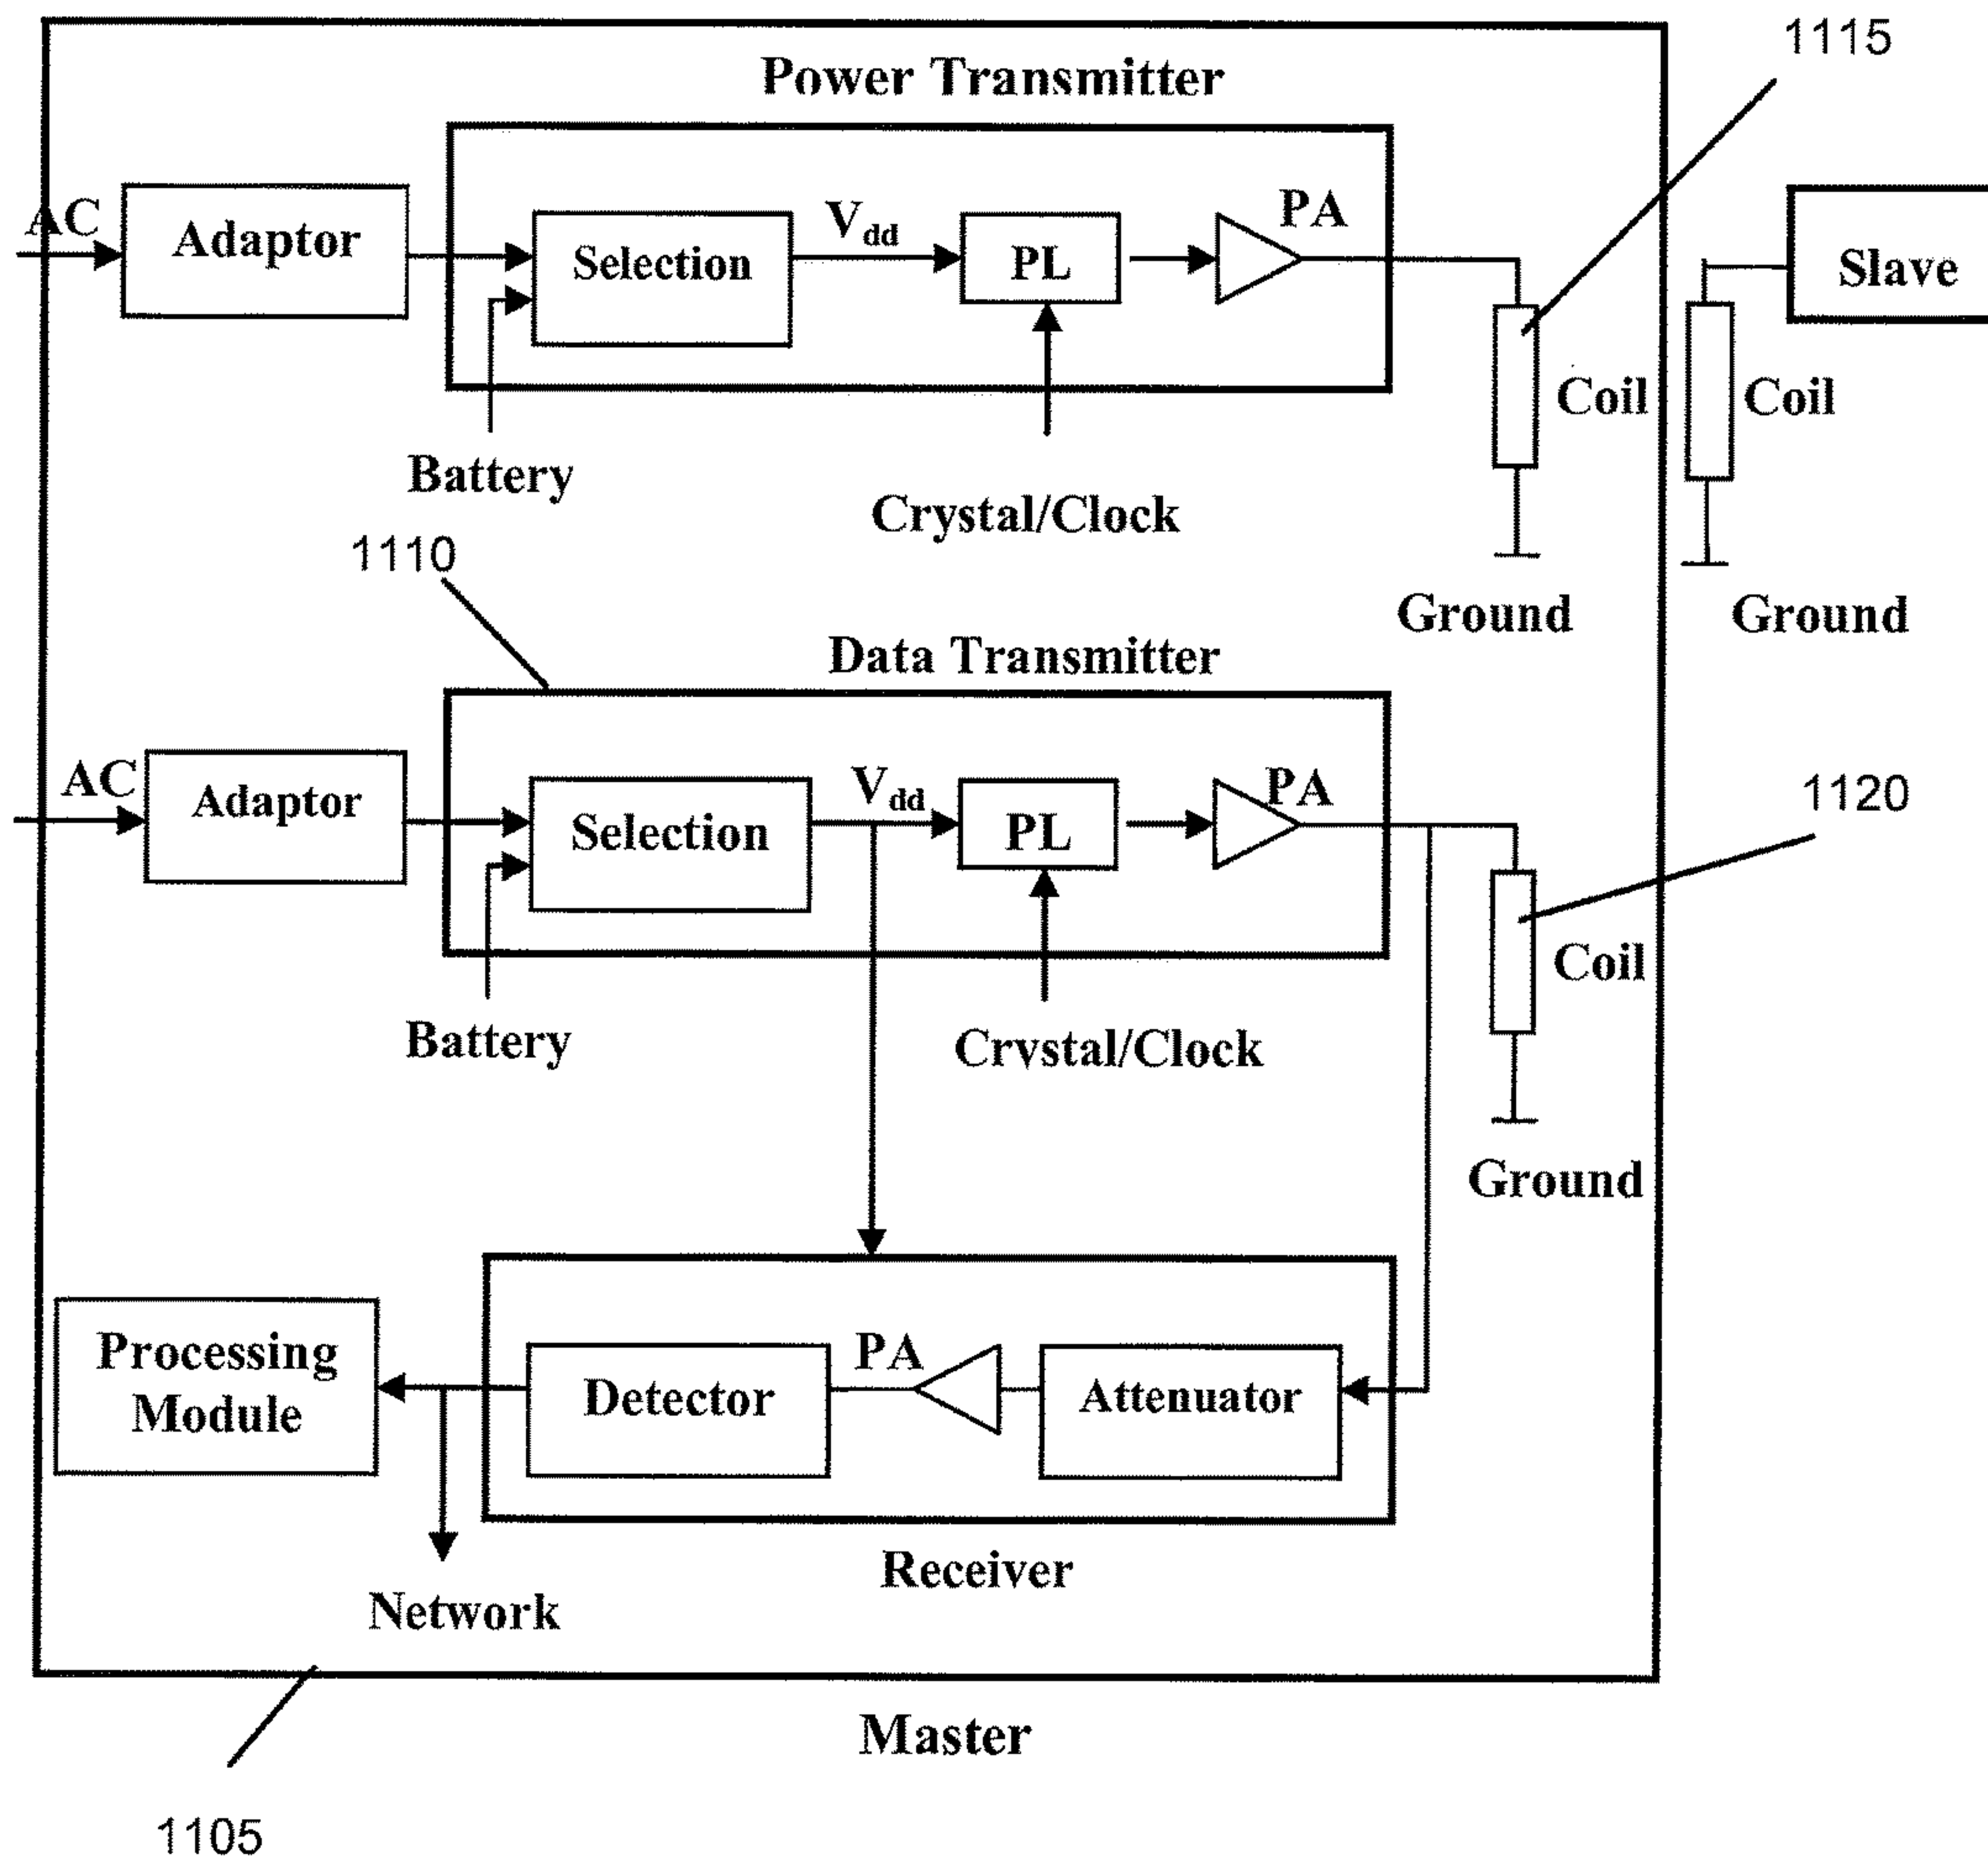 1115
Power Transmitter
AC
Adaptor
Selection
Vdd
PL
PA
Slave
Coil
Coil
Battery
Crystal/Clock
Ground
Ground
1110
Data Transmitter
AC
Adaptor
Selection
Vdd
PL
PA
1120
Coil
Battery
Crystal/Clock
Ground
Processing
Module
Detector
PA
Attenuator
Receiver
Network
Master
1105